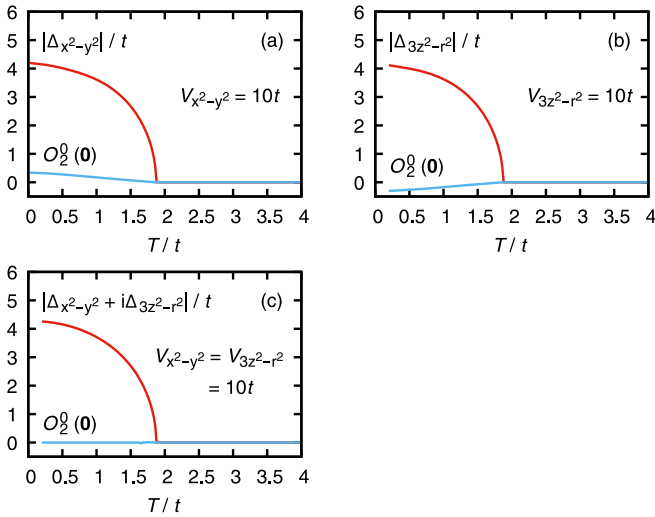 6
5
4
3
2
1
0
|Δx²−y²| / t
(a)
Vx²−y² = 10t
O₂⁰ (0)
0 0.5 1 1.5 2 2.5 3 3.5 4
T / t
6
5
4
3
2
1
0
|Δ3z²−r²| / t
(b)
V3z²−r² = 10t
O₂⁰ (0)
0 0.5 1 1.5 2 2.5 3 3.5 4
T / t
6
5
4
3
2
1
0
|Δx²−y² + iΔ3z²−r²| / t
(c)
Vx²−y² = V3z²−r²
= 10t
O₂⁰ (0)
0 0.5 1 1.5 2 2.5 3 3.5 4
T / t